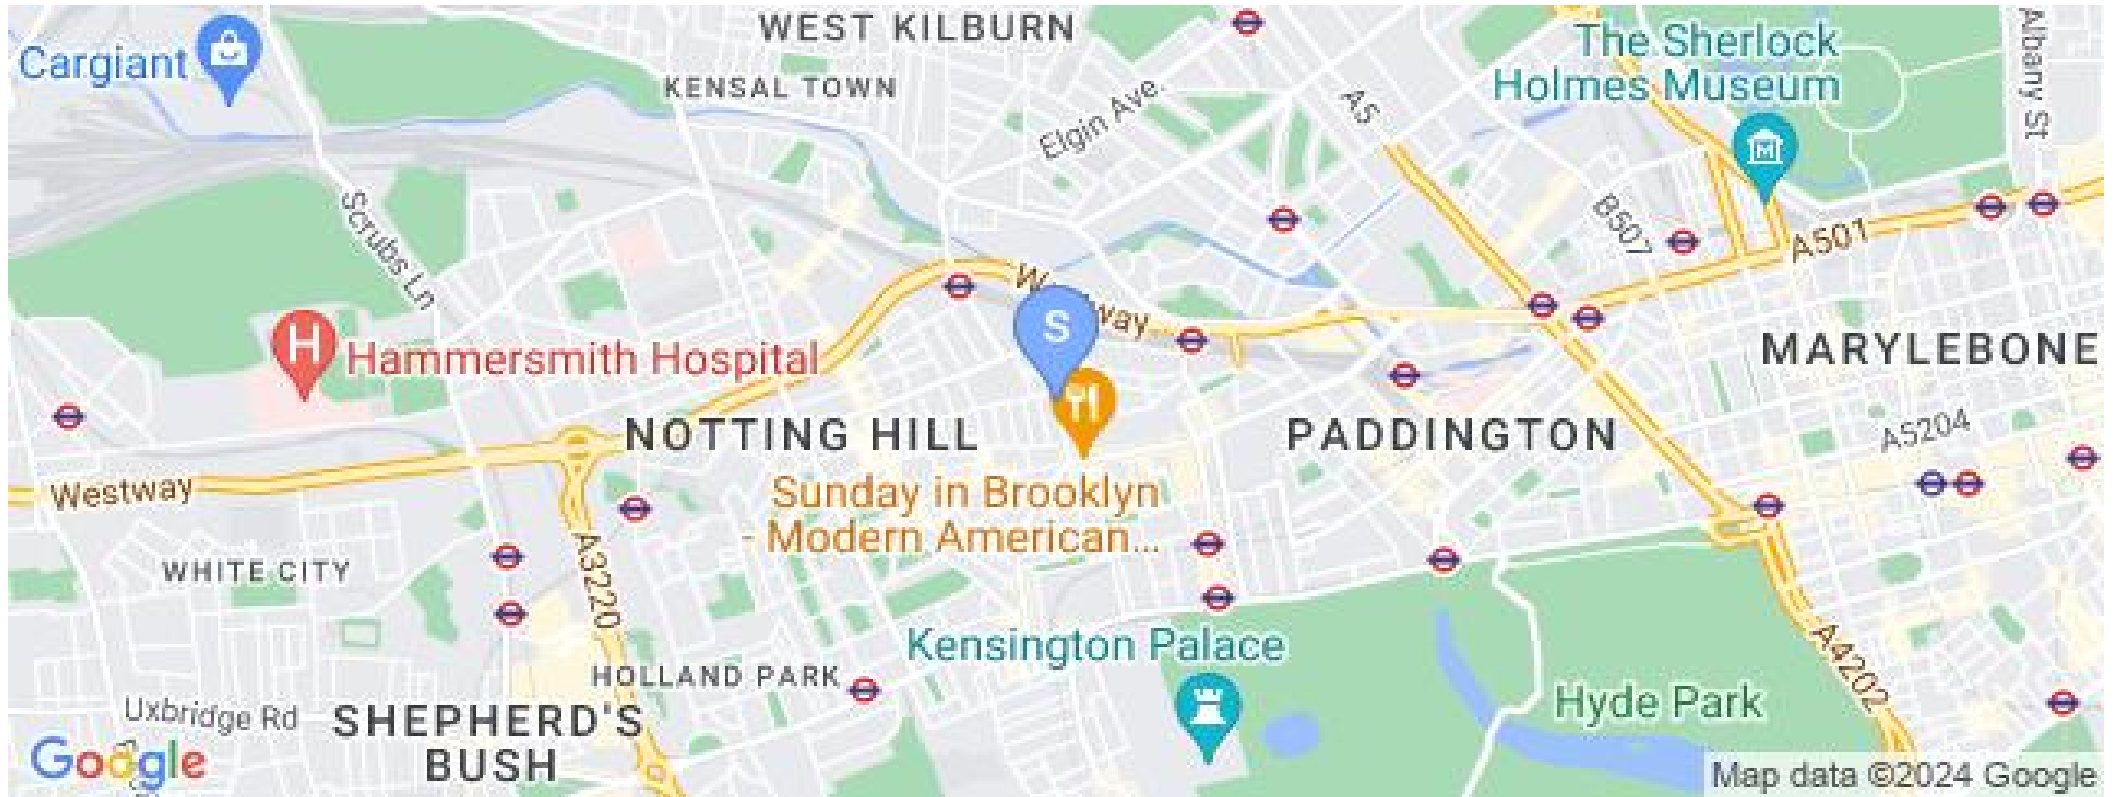 WEST KILBURN
The Sherlock
Holmes Museum
Albany St
Cargiant
KENSAL TOWN
Elgin Ave.
A5
B507
A501
Scrubs Ln
Westway
S
H
Hammersmith Hospital
MARYLEBONE
NOTTING HILL
PADDINGTON
A5204
Westway
Sunday in Brooklyn
- Modern American...
A3220
WHITE CITY
Kensington Palace
HOLLAND PARK
A4202
Hyde Park
Uxbridge Rd
SHEPHERD'S
BUSH
Google
Map data ©2024 Google